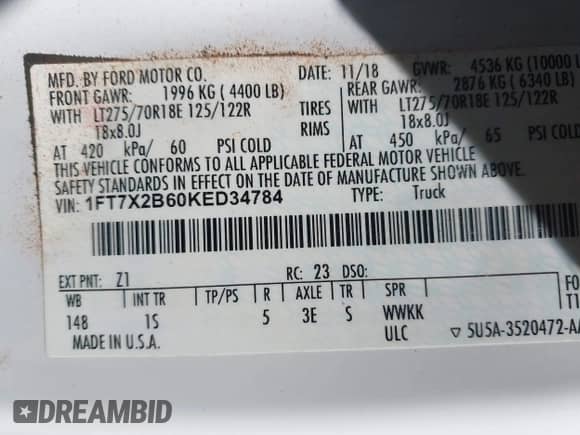 MFD. BY FORD MOTOR CO. DATE: 11/18 GVWR: 4536 KG (10000 L
FRONT GAWR: 1996 KG ( 4400 LB) REAR GAWR: 2876 KG ( 6340 LB)
WITH LT275/70R18E 125/122R TIRES WITH LT275/70R18E 125/122R
18x8.0J RIMS 18x8.0J
AT 420 kPa/ 60 PSI COLD AT 450 kPa/ 65 PSI COLD
THIS VEHICLE CONFORMS TO ALL APPLICABLE FEDERAL MOTOR VEHICLE
SAFETY STANDARDS IN EFFECT ON THE DATE OF MANUFACTURE SHOWN ABOVE.
VIN: 1FT7X2B60KED34784 TYPE: Truck
EXT PNT: Z1 RC: 23 DSO:
WB INT TR TP/PS R AXLE TR SPR
148 1S 5 3E S WWKK
ULC
MADE IN U.S.A. ▽ 5U5A-3520472-AA
FO
T1
DREAMBID